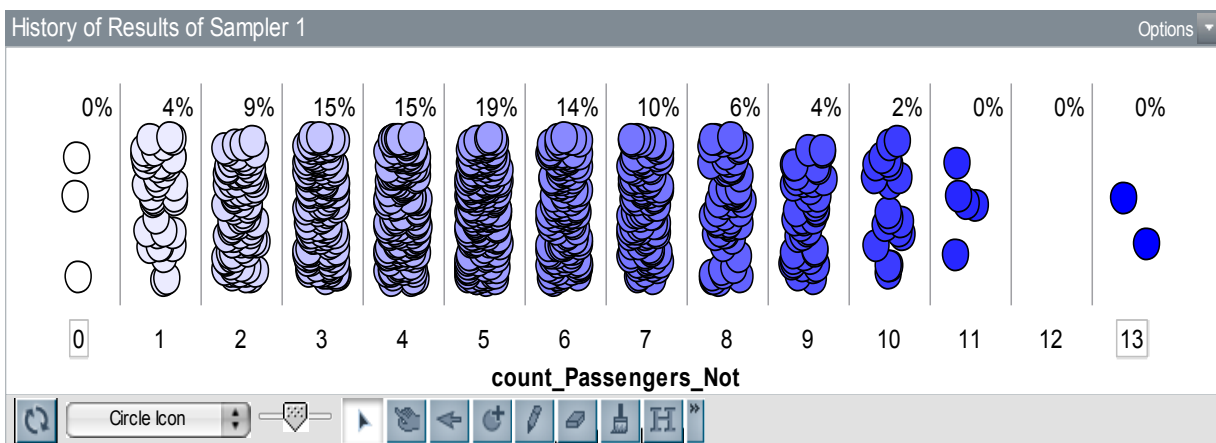 History of Results of Sampler 1 Options
0% 4% 9% 15% 15% 19% 14% 10% 6% 4% 2% 0% 0% 0%
0 1 2 3 4 5 6 7 8 9 10 11 12 13
count_Passengers_Not
Circle Icon H »